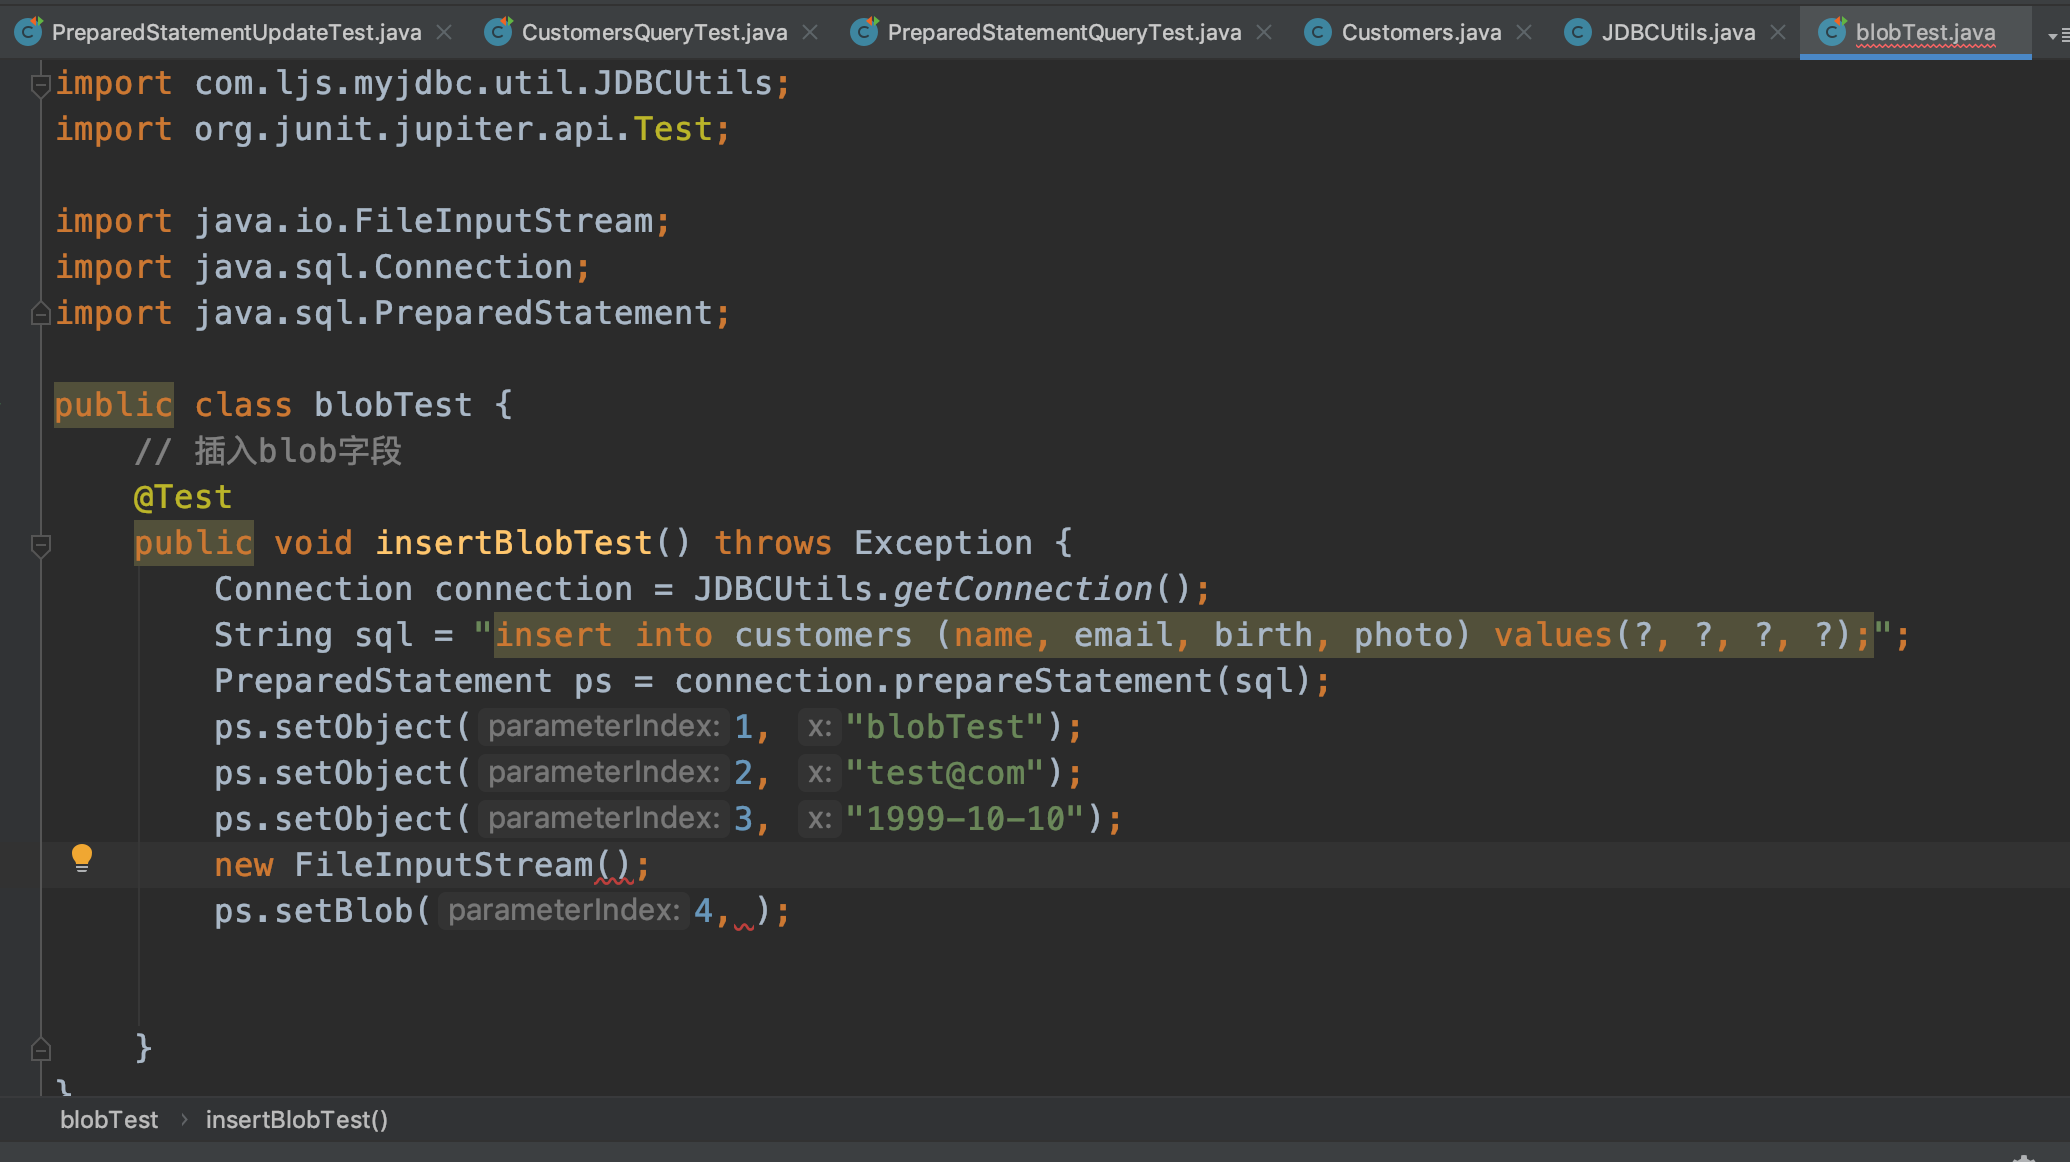 PreparedStatementUpdateTest.java CustomersQueryTest.java PreparedStatementQueryTest.java Customers.java JDBCUtils.java blobTest.java
import com.ljs.myjdbc.util.JDBCUtils;
import org.junit.jupiter.api.Test;
import java.io.FileInputStream;
import java.sql.Connection;
import java.sql.PreparedStatement;
public class blobTest {
// 插入blob字段
@Test
public void insertBlobTest() throws Exception {
Connection connection = JDBCUtils.getConnection();
String sql = "insert into customers (name, email, birth, photo) values(?, ?, ?, ?);";
PreparedStatement ps = connection.prepareStatement(sql);
ps.setObject( parameterIndex: 1, x: "blobTest");
ps.setObject( parameterIndex: 2, x: "test@com");
ps.setObject( parameterIndex: 3, x: "1999-10-10");
new FileInputStream();
ps.setBlob( parameterIndex: 4, );
}
}
blobTest › insertBlobTest()